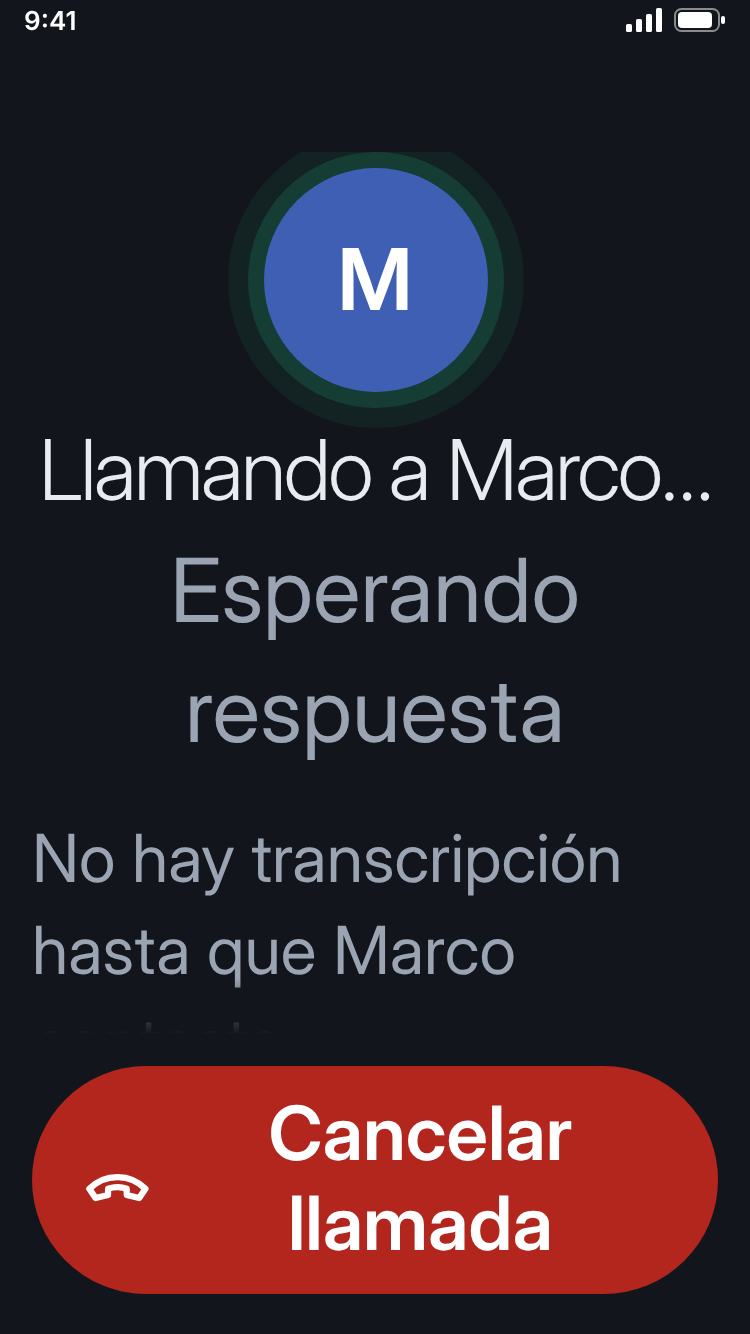 9:41
M
Llamando a Marco...
Esperando
respuesta
No hay transcripción
hasta que Marco
Cancelar
llamada